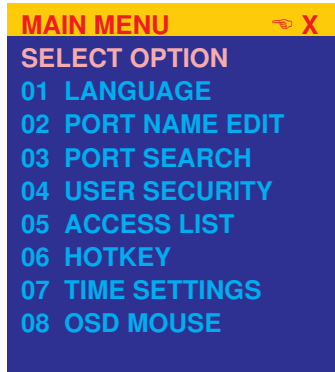 MAIN MENU ☜ X
SELECT OPTION
01 LANGUAGE
02 PORT NAME EDIT
03 PORT SEARCH
04 USER SECURITY
05 ACCESS LIST
06 HOTKEY
07 TIME SETTINGS
08 OSD MOUSE